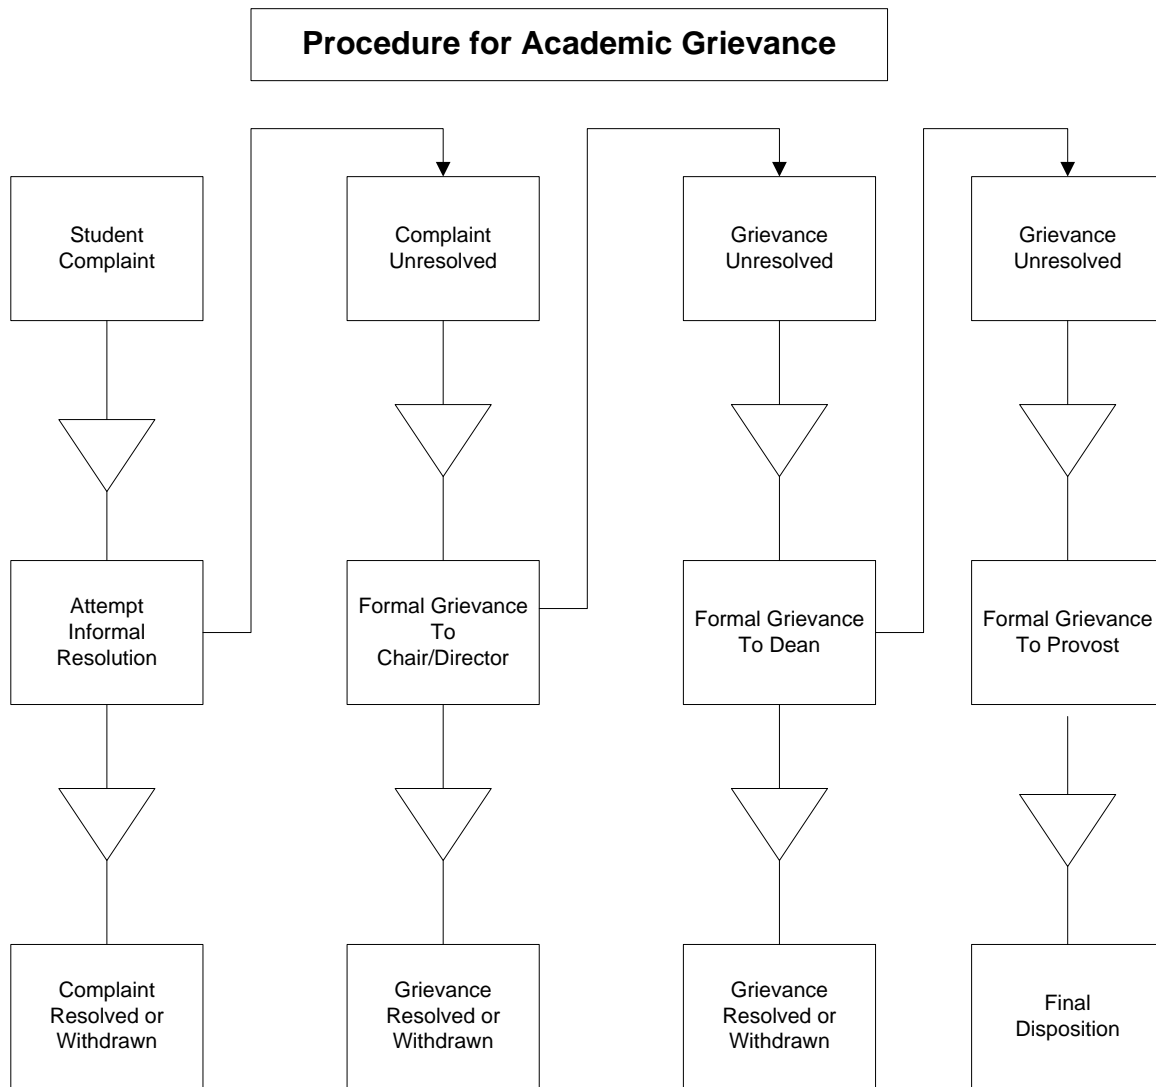 Procedure for Academic Grievance
Student
Complaint
Complaint
Unresolved
Grievance
Unresolved
Grievance
Unresolved
Attempt
Informal
Resolution
Formal Grievance
To
Chair/Director
Formal Grievance
To Dean
Formal Grievance
To Provost
Complaint
Resolved or
Withdrawn
Grievance
Resolved or
Withdrawn
Grievance
Resolved or
Withdrawn
Final
Disposition